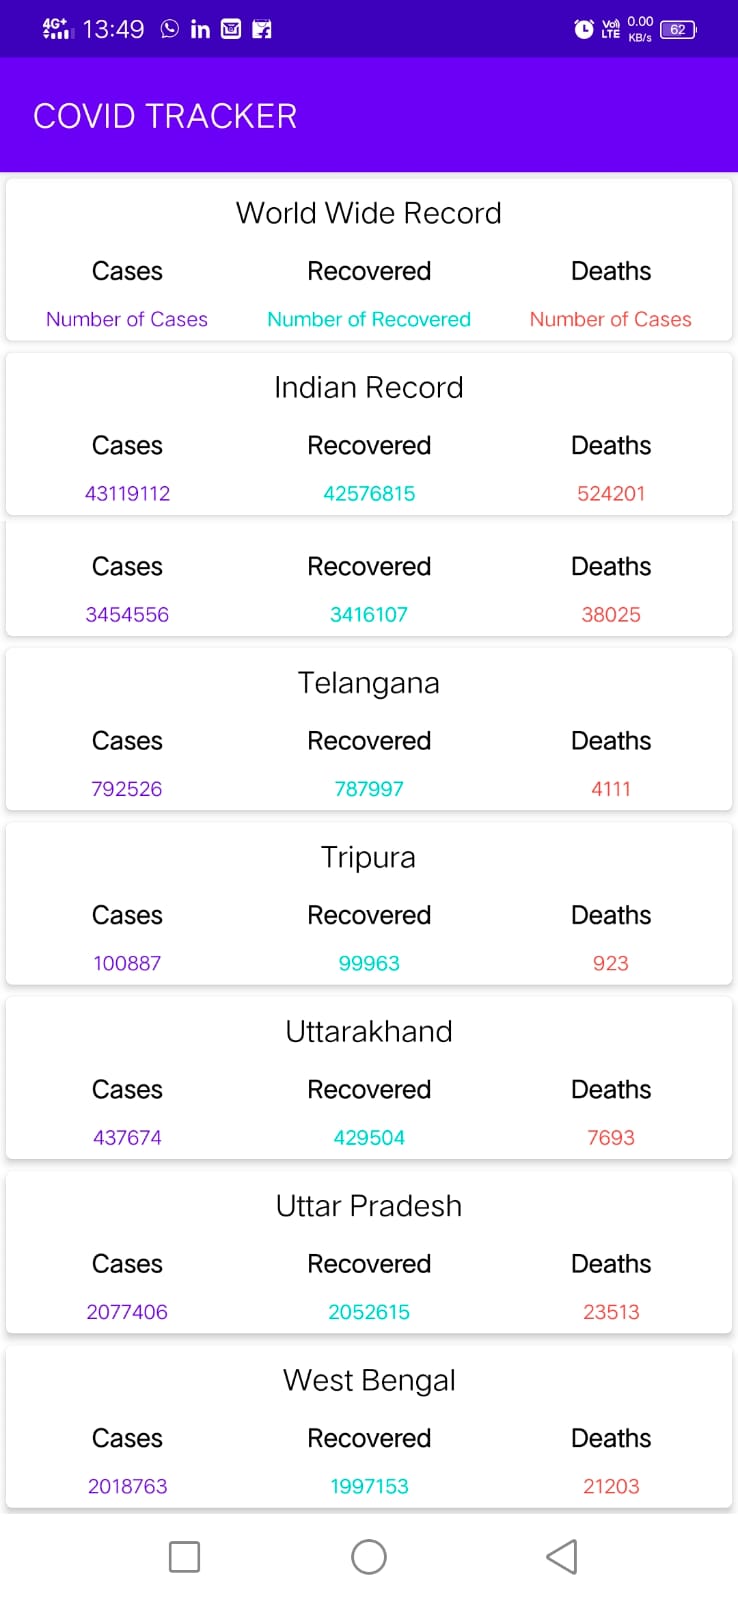 4G+ 13:49 in Vo) LTE 0.00 KB/s 62
COVID TRACKER
World Wide Record
Cases Recovered Deaths
Number of Cases Number of Recovered Number of Cases
Indian Record
Cases Recovered Deaths
43119112 42576815 524201
Cases Recovered Deaths
3454556 3416107 38025
Telangana
Cases Recovered Deaths
792526 787997 4111
Tripura
Cases Recovered Deaths
100887 99963 923
Uttarakhand
Cases Recovered Deaths
437674 429504 7693
Uttar Pradesh
Cases Recovered Deaths
2077406 2052615 23513
West Bengal
Cases Recovered Deaths
2018763 1997153 21203